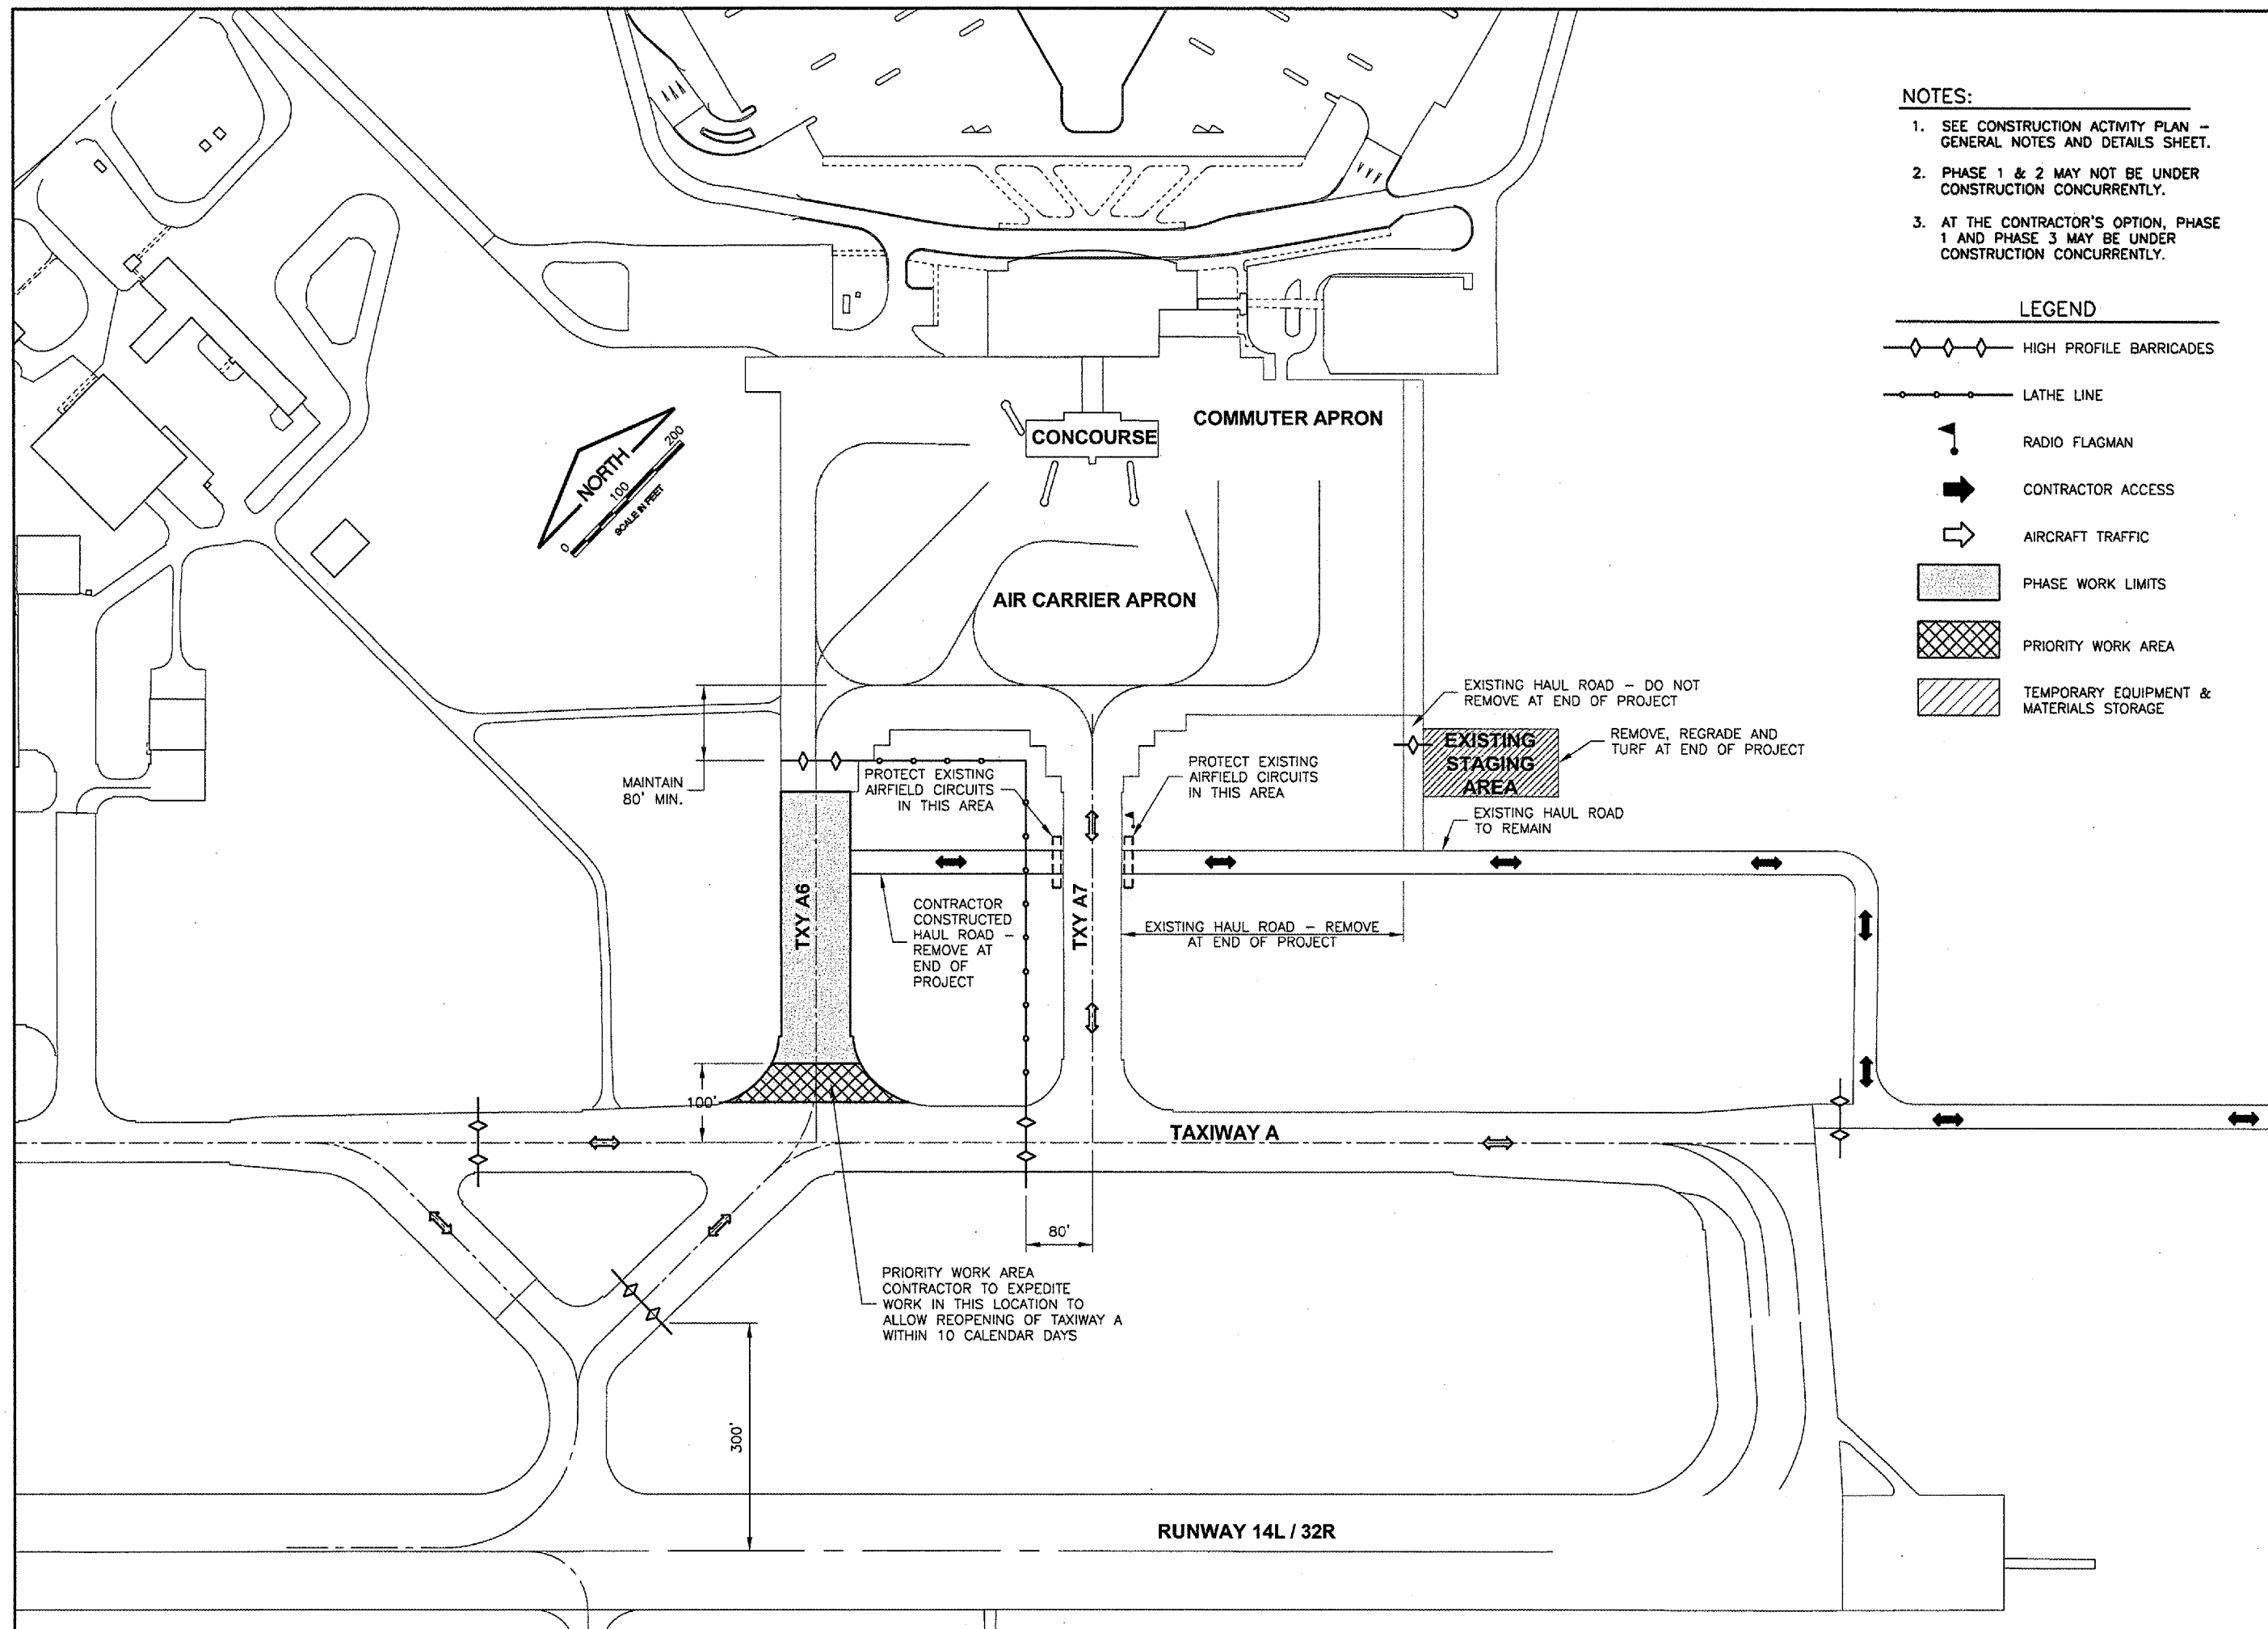 NOTES:
1. SEE CONSTRUCTION ACTIVITY PLAN –
GENERAL NOTES AND DETAILS SHEET.
2. PHASE 1 & 2 MAY NOT BE UNDER
CONSTRUCTION CONCURRENTLY.
3. AT THE CONTRACTOR'S OPTION, PHASE
1 AND PHASE 3 MAY BE UNDER
CONSTRUCTION CONCURRENTLY.
LEGEND
HIGH PROFILE BARRICADES
LATHE LINE
RADIO FLAGMAN
CONTRACTOR ACCESS
AIRCRAFT TRAFFIC
PHASE WORK LIMITS
PRIORITY WORK AREA
TEMPORARY EQUIPMENT &
MATERIALS STORAGE
COMMUTER APRON
CONCOURSE
NORTH
0
100
200
SCALE IN FEET
AIR CARRIER APRON
EXISTING HAUL ROAD – DO NOT
REMOVE AT END OF PROJECT
EXISTING
STAGING
AREA
REMOVE, REGRADE AND
TURF AT END OF PROJECT
MAINTAIN
80' MIN.
PROTECT EXISTING
AIRFIELD CIRCUITS
IN THIS AREA
PROTECT EXISTING
AIRFIELD CIRCUITS
IN THIS AREA
EXISTING HAUL ROAD
TO REMAIN
TXY A6
CONTRACTOR
CONSTRUCTED
HAUL ROAD –
REMOVE AT
END OF
PROJECT
TXY A7
EXISTING HAUL ROAD – REMOVE
AT END OF PROJECT
100'
TAXIWAY A
80'
PRIORITY WORK AREA
CONTRACTOR TO EXPEDITE
WORK IN THIS LOCATION TO
ALLOW REOPENING OF TAXIWAY A
WITHIN 10 CALENDAR DAYS
300'
RUNWAY 14L / 32R